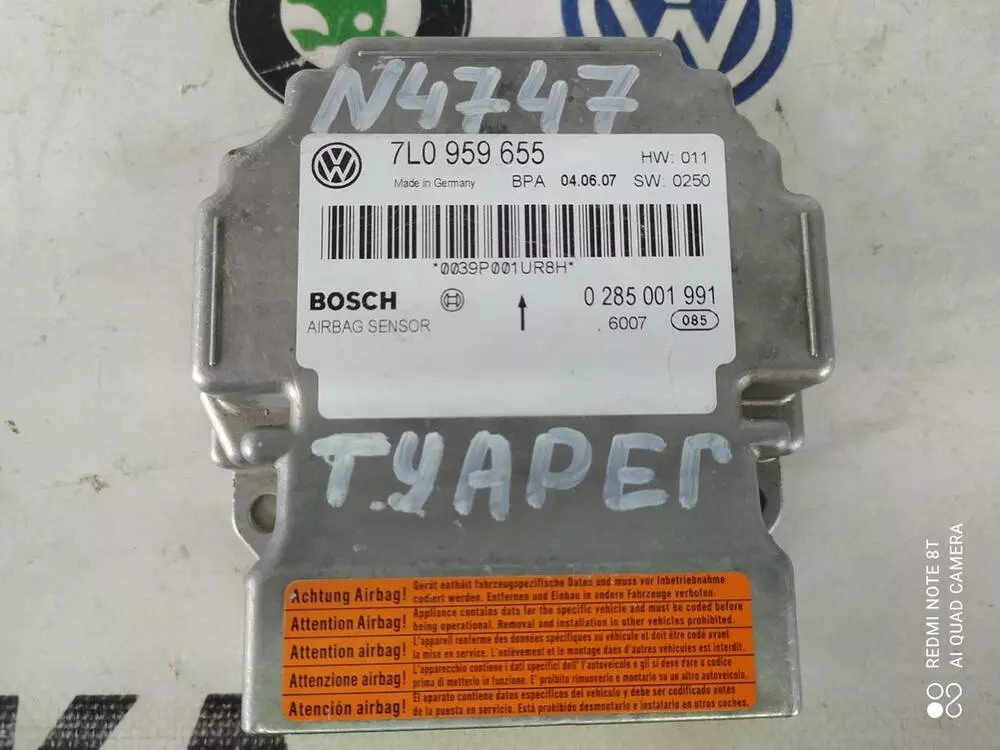 N4747
7L0 959 655
HW: 011
Made in Germany BPA 04.06.07 SW: 0250
*0039P001UR8H*
BOSCH
0 285 001 991
AIRBAG SENSOR
6007 085
ТУАРЕГ
Achtung Airbag! Gerät enthält fahrzeugspezifische Daten und muss vor Inbetriebnahme
codiert werden. Entfernen und Einbau in andere Fahrzeuge verboten.
Attention Airbag! Appliance contains data for the specific vehicle and must be coded before
being operational. Removal and installation in other vehicles prohibited.
Attention airbag! L'appareil renferme des données spécifiques au véhicule et doit être codé avant
la mise en service. L'enlèvement et le montage dans d'autres véhicules est interdit.
Attenzione airbag! L'apparecchio contiene i dati specifici dell' l'autoveicolo e gli si deve dare u codice
prima di metterlo in funzione. E' proibito rimuoverlo e montarlo su un altro autoveicolo.
Atención airbag! El aparato contiene datos específicos del vehículo y debe ser codificado antes
de la puesta en servicio. Está prohibido desmontarlo e instalarlo en otro vehículo.
REDMI NOTE 8T
AI QUAD CAMERA